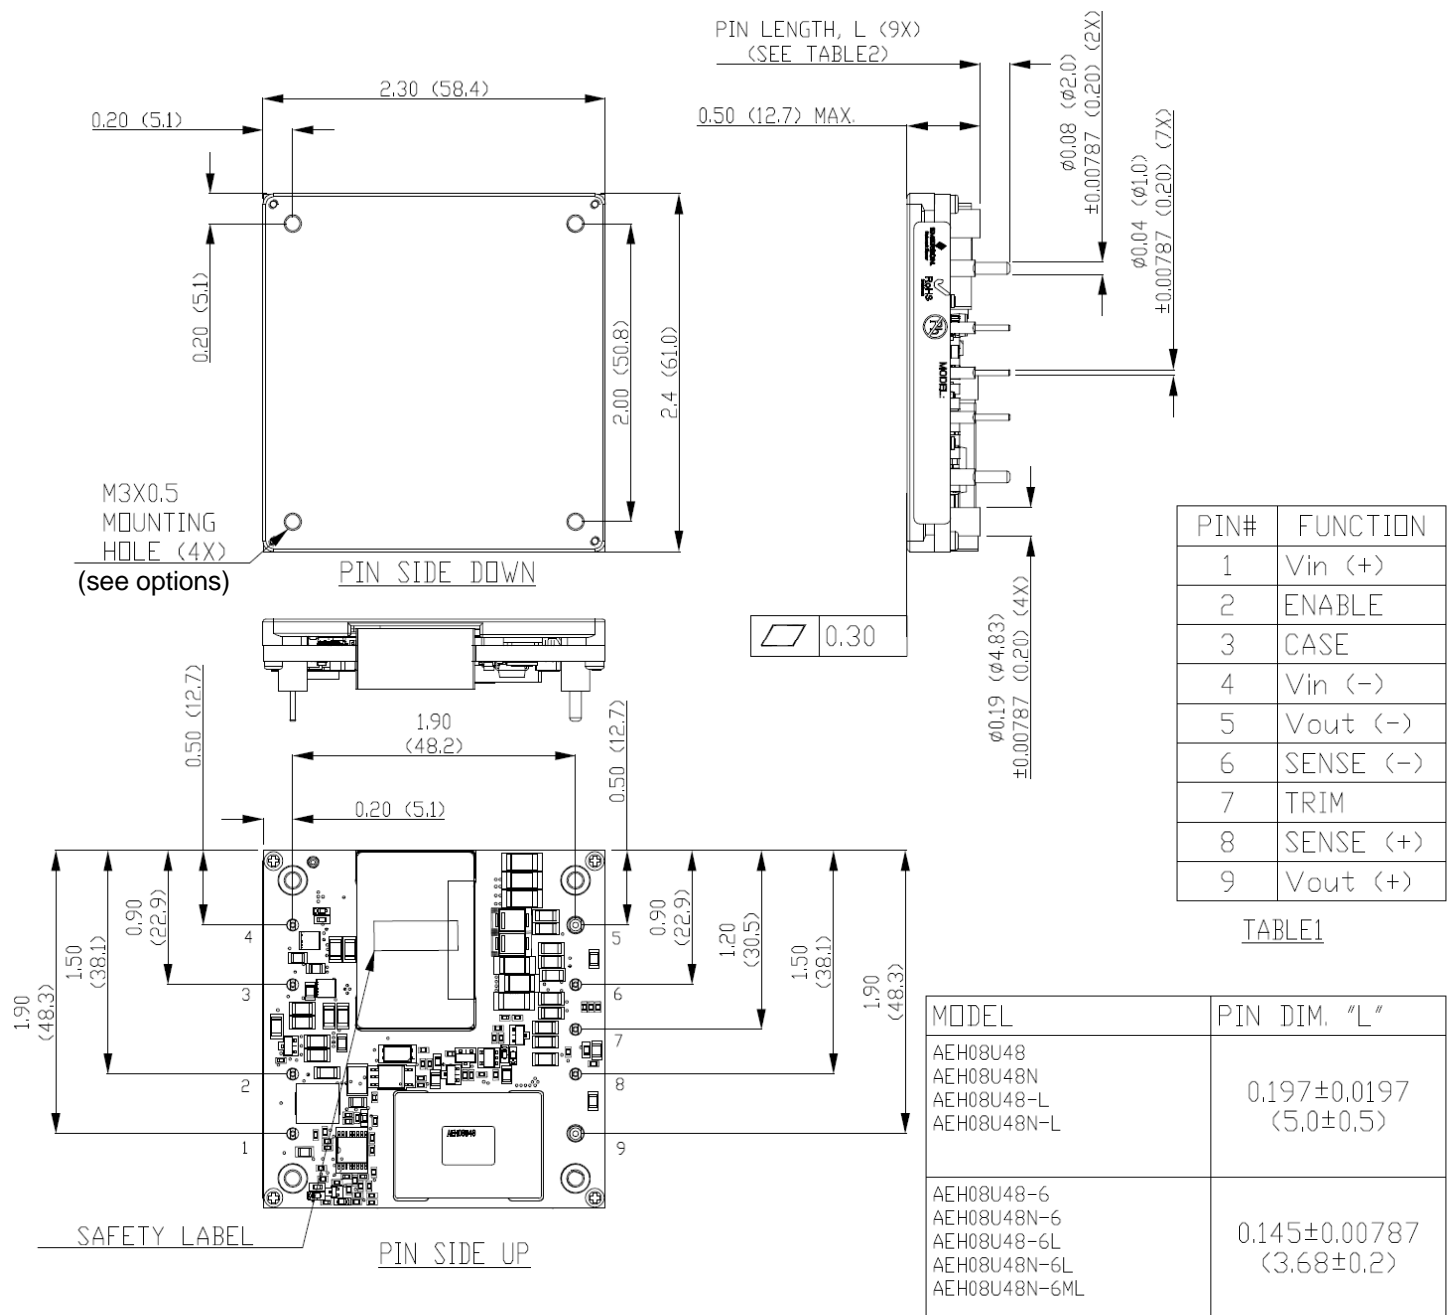 PIN LENGTH, L (9X)
(SEE TABLE2)
2.30 (58.4)
0.20 (5.1)
0.50 (12.7) MAX.
ø0.08 (ø2.0)
±0.00787 (0.20) (2X)
ø0.04 (ø1.0)
±0.00787 (0.20) (7X)
0.20 (5.1)
2.00 (50.8)
2.4 (61.0)
RoHS
MODEL:
M3X0.5
MOUNTING
HOLE (4X)
(see options)
PIN SIDE DOWN
0.30
ø0.19 (ø4.83)
±0.00787 (0.20) (4X)
PIN# FUNCTION
1 Vin (+)
2 ENABLE
3 CASE
4 Vin (-)
5 Vout (-)
6 SENSE (-)
7 TRIM
8 SENSE (+)
9 Vout (+)
TABLE1
0.50 (12.7)
1.90
(48.2)
0.50 (12.7)
0.20 (5.1)
1.90
(48.3)
1.50
(38.1)
0.90
(22.9)
0.90
(22.9)
1.20
(30.5)
1.50
(38.1)
1.90
(48.3)
4
3
2
1
5
6
7
8
9
AEH08U48
SAFETY LABEL
PIN SIDE UP
MODEL PIN DIM. "L"
AEH08U48
AEH08U48N
AEH08U48-L
AEH08U48N-L
0.197±0.0197
(5.0±0.5)
AEH08U48-6
AEH08U48N-6
AEH08U48-6L
AEH08U48N-6L
AEH08U48N-6ML
0.145±0.00787
(3.68±0.2)